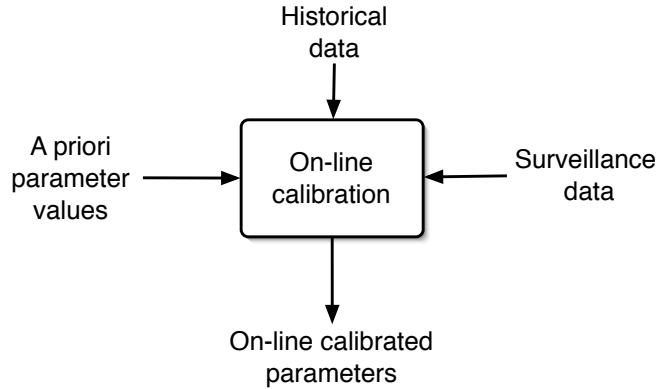 Historical
data
A priori
parameter
values
On-line
calibration
Surveillance
data
On-line calibrated
parameters